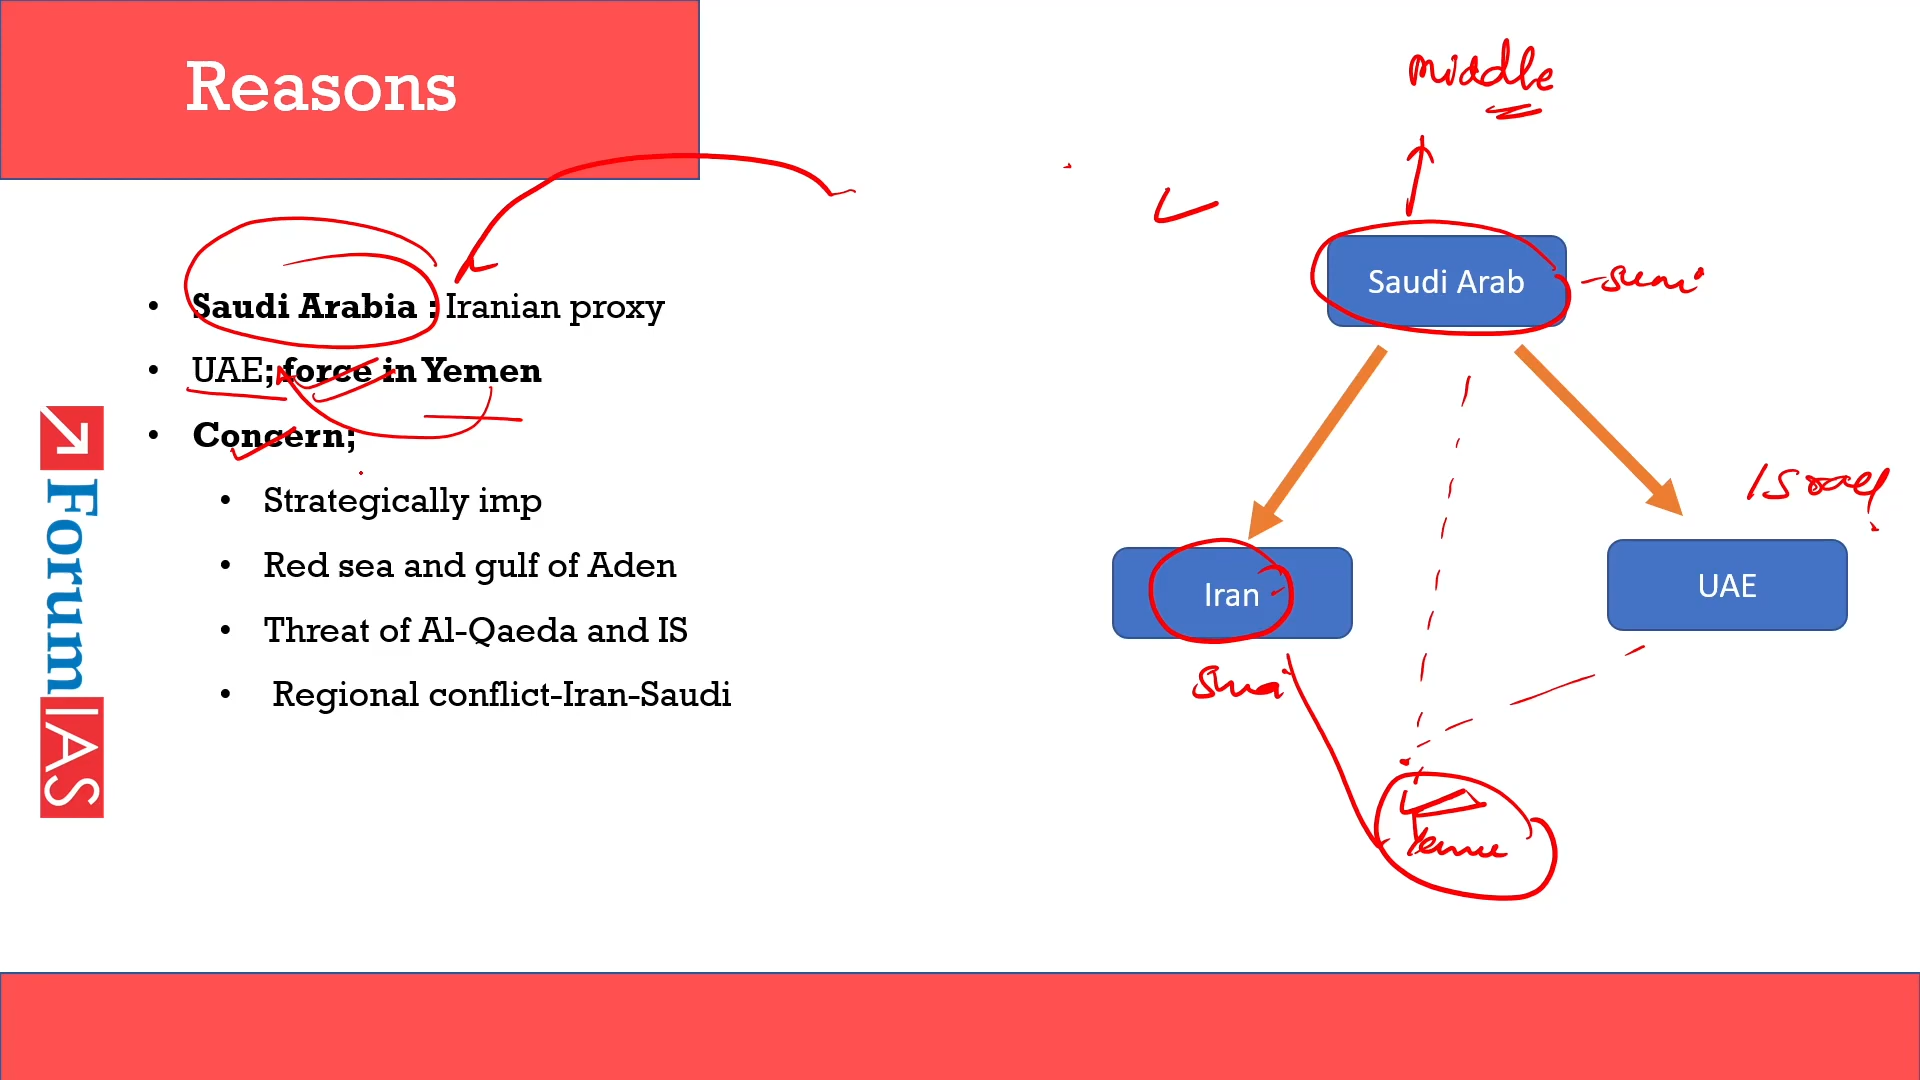 Reasons
middle
• Saudi Arabia : Iranian proxy
Saudi Arab
• UAE; force in Yemen
• Concern;
• Strategically imp
Israel
• Red sea and gulf of Aden
Iran
UAE
• Threat of Al-Qaeda and IS
• Regional conflict-Iran-Saudi
ForumIAS